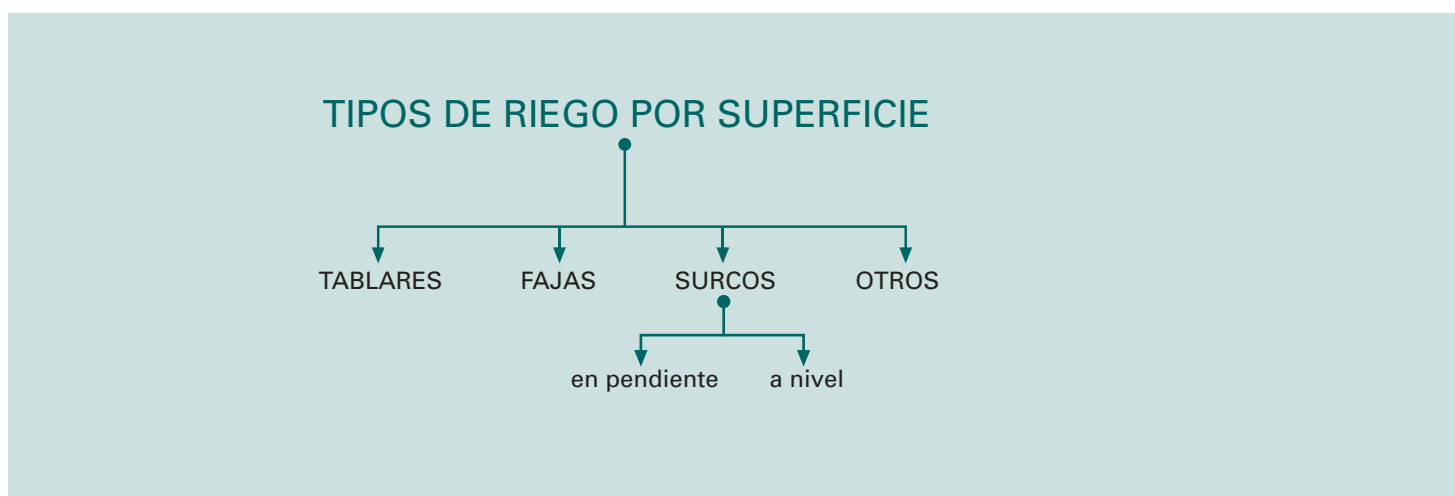 TIPOS DE RIEGO POR SUPERFICIE
TABLARES FAJAS SURCOS OTROS
en pendiente a nivel